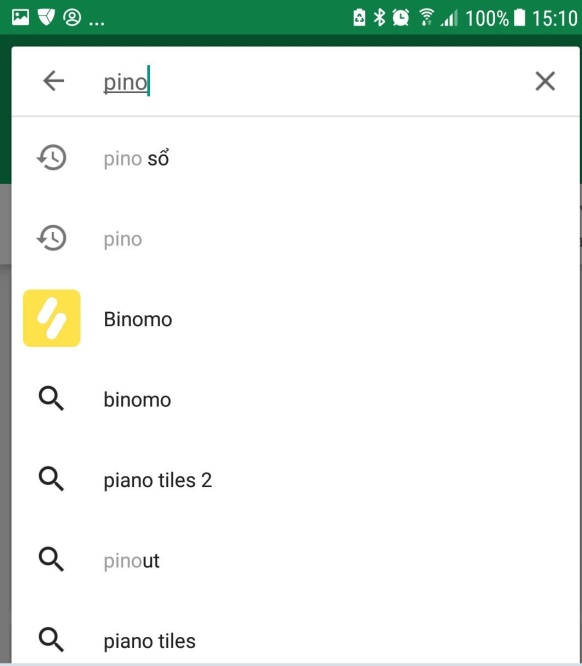 ... 100% 15:10
pino
pino sổ
pino
Binomo
binomo
piano tiles 2
pinout
piano tiles